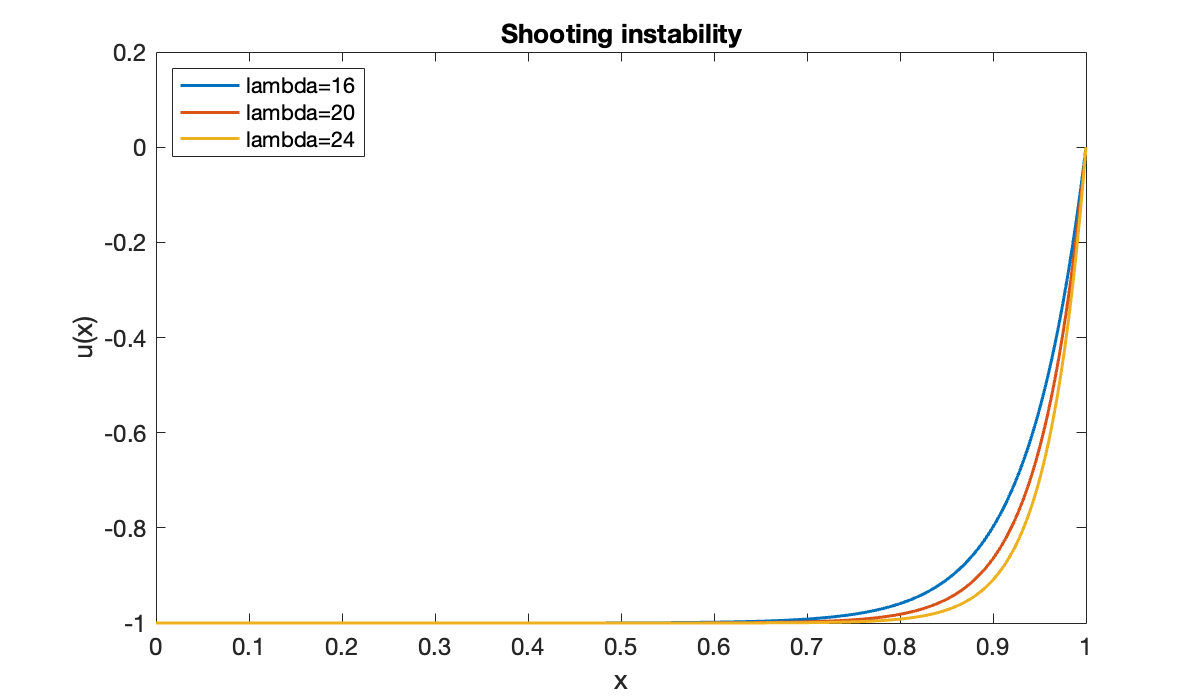 Shooting instability
0.2
0
-0.2
-0.4
-0.6
-0.8
-1
u(x)
lambda=16
lambda=20
lambda=24
0 0.1 0.2 0.3 0.4 0.5 0.6 0.7 0.8 0.9 1
x